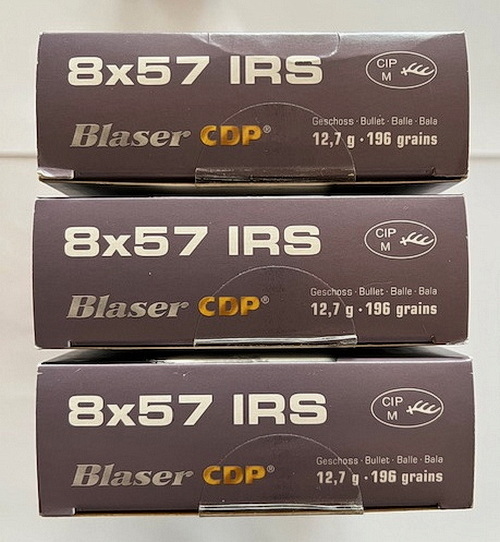 8x57 IRS
CIP
M
Blaser CDP®
Geschoss · Bullet · Balle · Bala
12,7 g · 196 grains
8x57 IRS
CIP
M
Blaser CDP®
Geschoss · Bullet · Balle · Bala
12,7 g · 196 grains
8x57 IRS
CIP
M
Blaser CDP®
Geschoss · Bullet · Balle · Bala
12,7 g · 196 grains